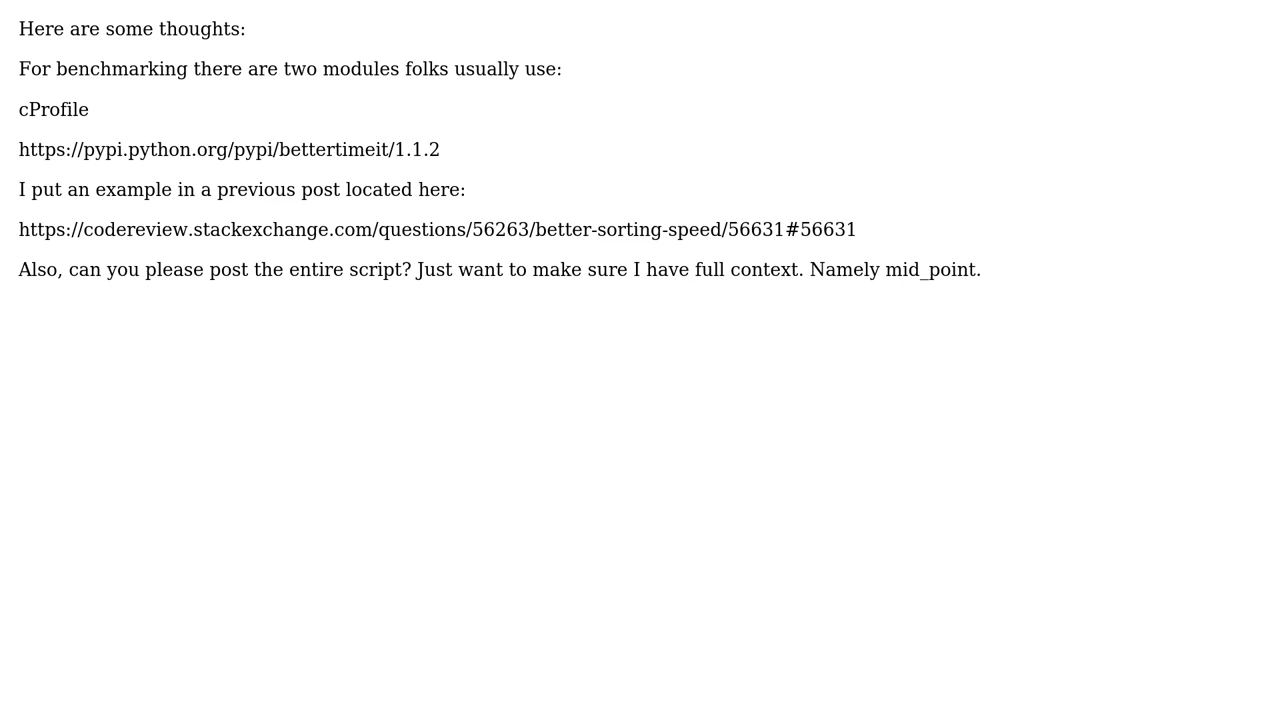 Here are some thoughts:
For benchmarking there are two modules folks usually use:
cProfile
https://pypi.python.org/pypi/bettertimeit/1.1.2
I put an example in a previous post located here:
https://codereview.stackexchange.com/questions/56263/better-sorting-speed/56631#56631
Also, can you please post the entire script? Just want to make sure I have full context. Namely mid_point.